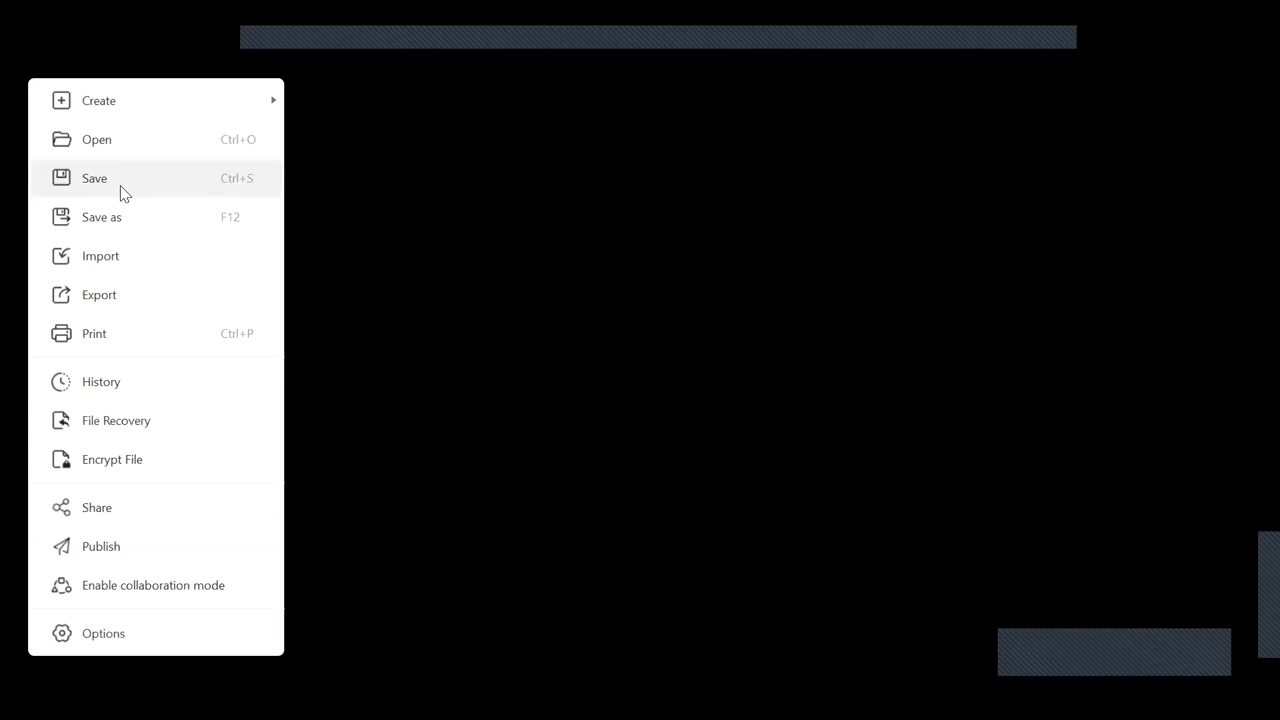 Create
Open Ctrl+O
Save Ctrl+S
Save as F12
Import
Export
Print Ctrl+P
History
File Recovery
Encrypt File
Share
Publish
Enable collaboration mode
Options